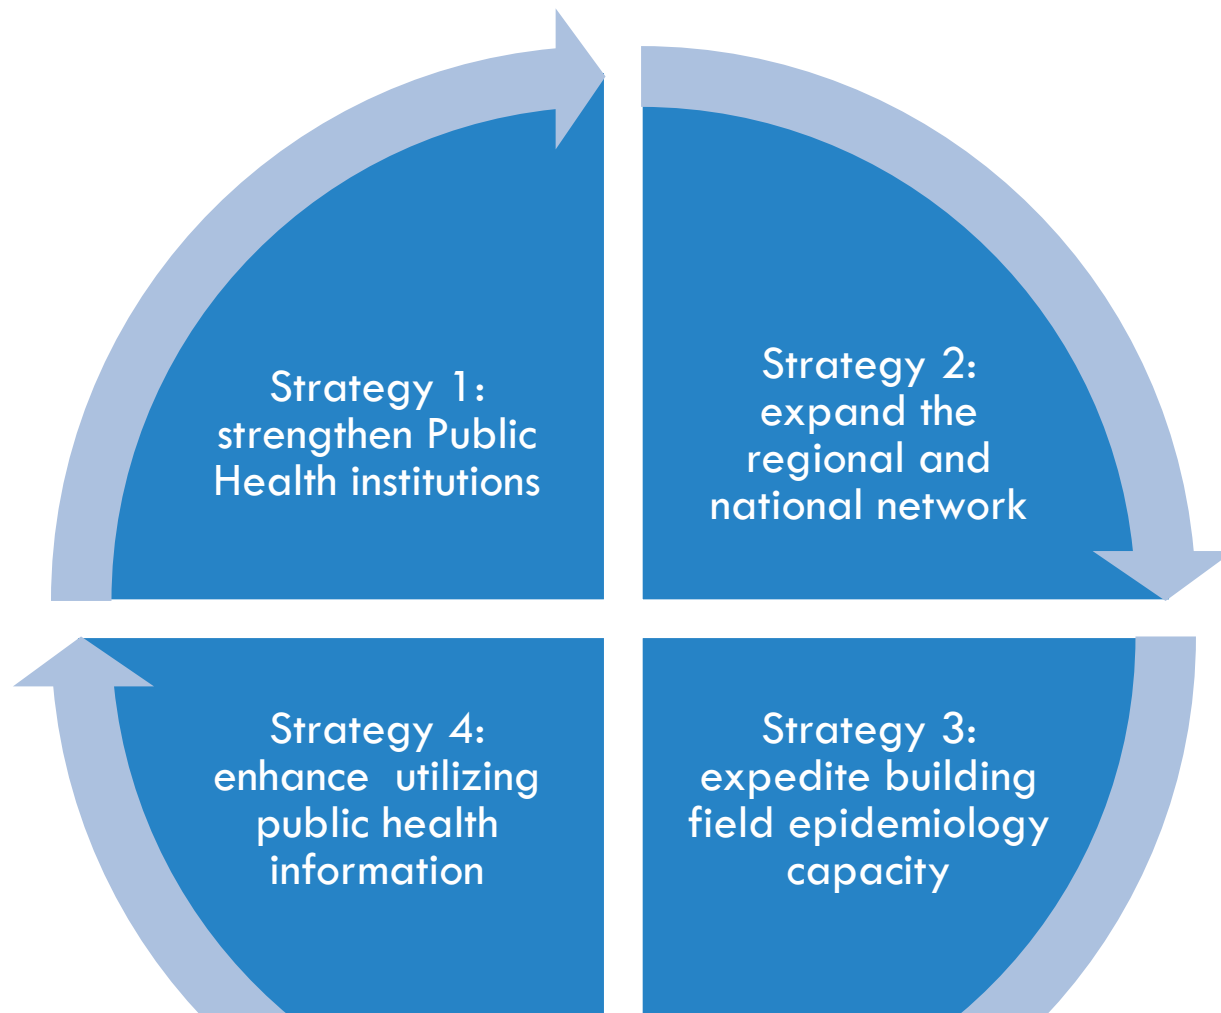 Strategy 1:
strengthen Public
Health institutions
Strategy 2:
expand the
regional and
national network
Strategy 4:
enhance  utilizing
public health
information
Strategy 3:
expedite building
field epidemiology
capacity